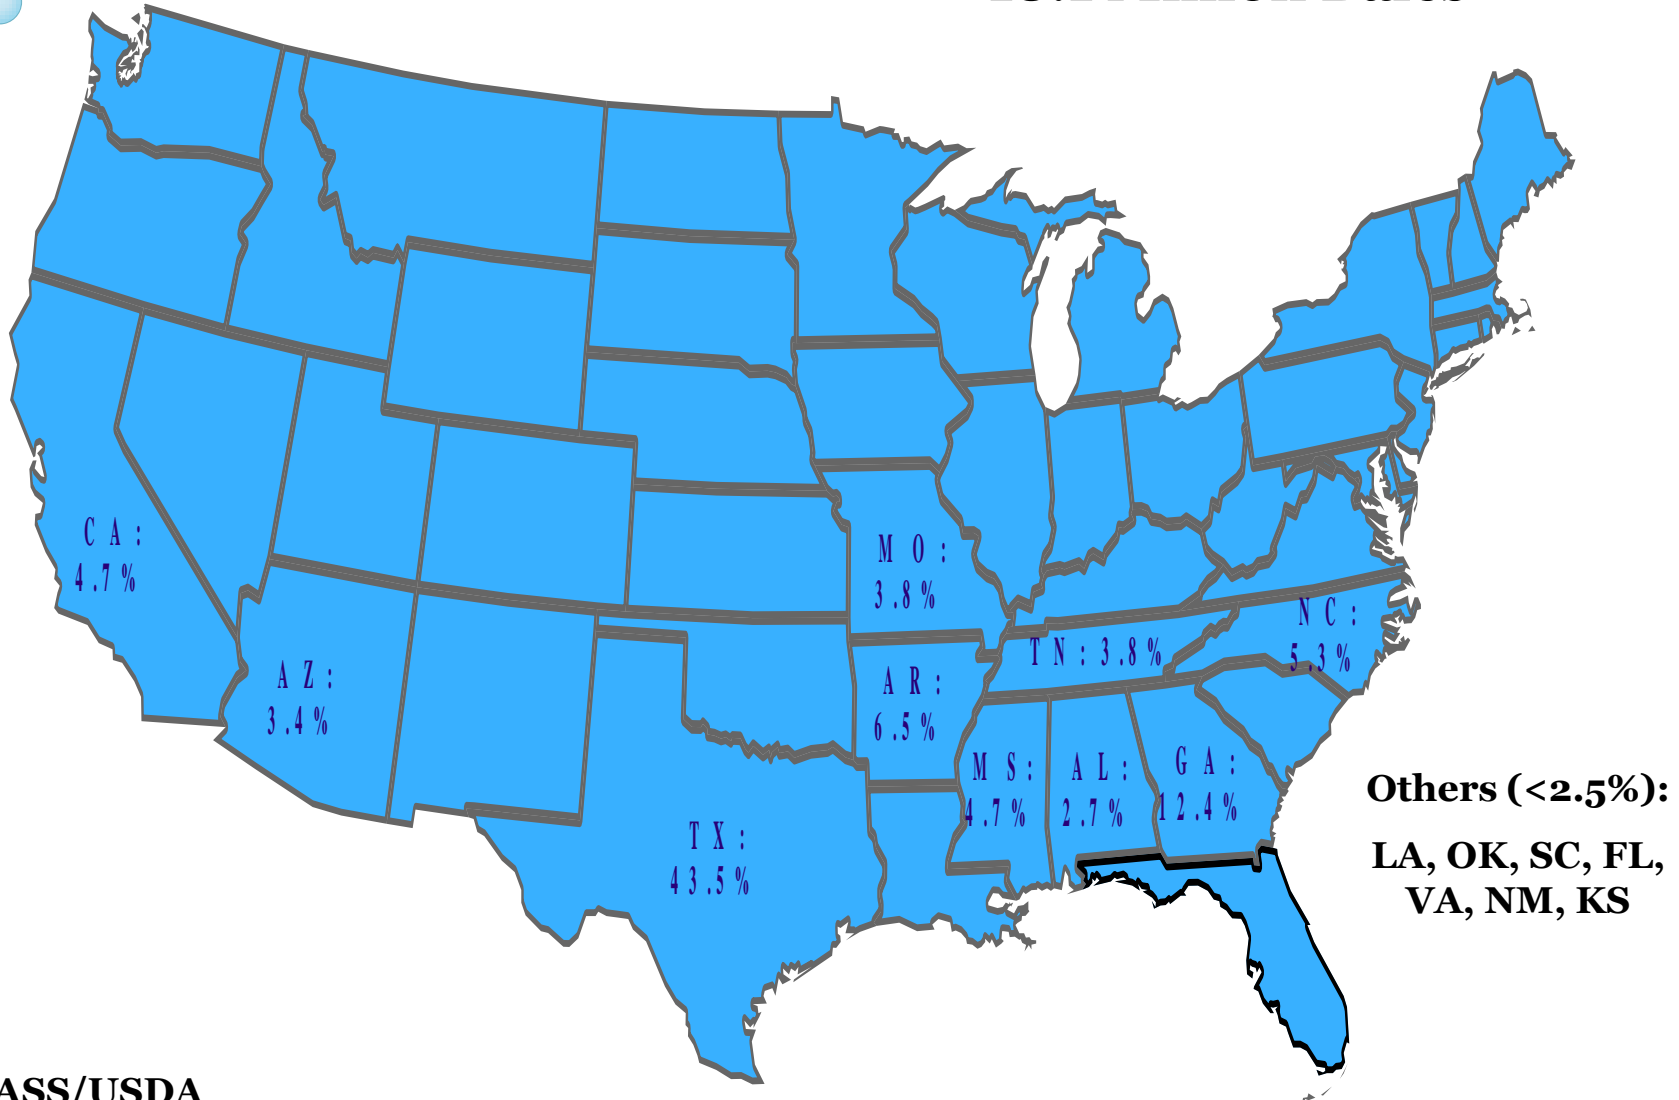 Million Bales
CA:
4.7%
MO:
3.8%
NC:
5.3%
TN: 3.8%
AZ:
3.4%
AR:
6.5%
MS:
4.7%
AL:
2.7%
GA:
12.4%
Others (<2.5%):
TX:
43.5%
LA, OK, SC, FL,
VA, NM, KS
ASS/USDA